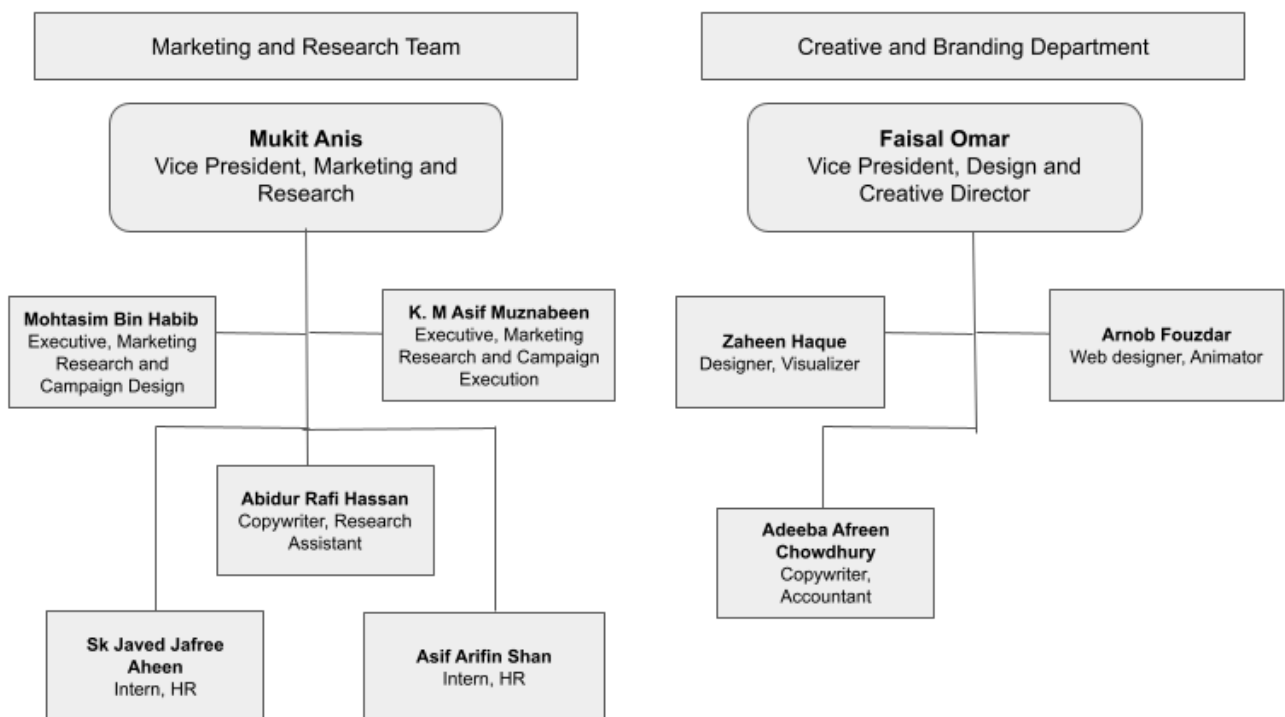 Marketing and Research Team
Mukit Anis
Vice President, Marketing and
Research
Mohtasim Bin Habib
Executive, Marketing
Research and
Campaign Design
K. M Asif Muznabeen
Executive, Marketing
Research and Campaign
Execution
Abidur Rafi Hassan
Copywriter, Research
Assistant
Sk Javed Jafree
Aheen
Intern, HR
Asif Arifin Shan
Intern, HR
Creative and Branding Department
Faisal Omar
Vice President, Design and
Creative Director
Zaheen Haque
Designer, Visualizer
Arnob Fouzdar
Web designer, Animator
Adeeba Afreen
Chowdhury
Copywriter,
Accountant